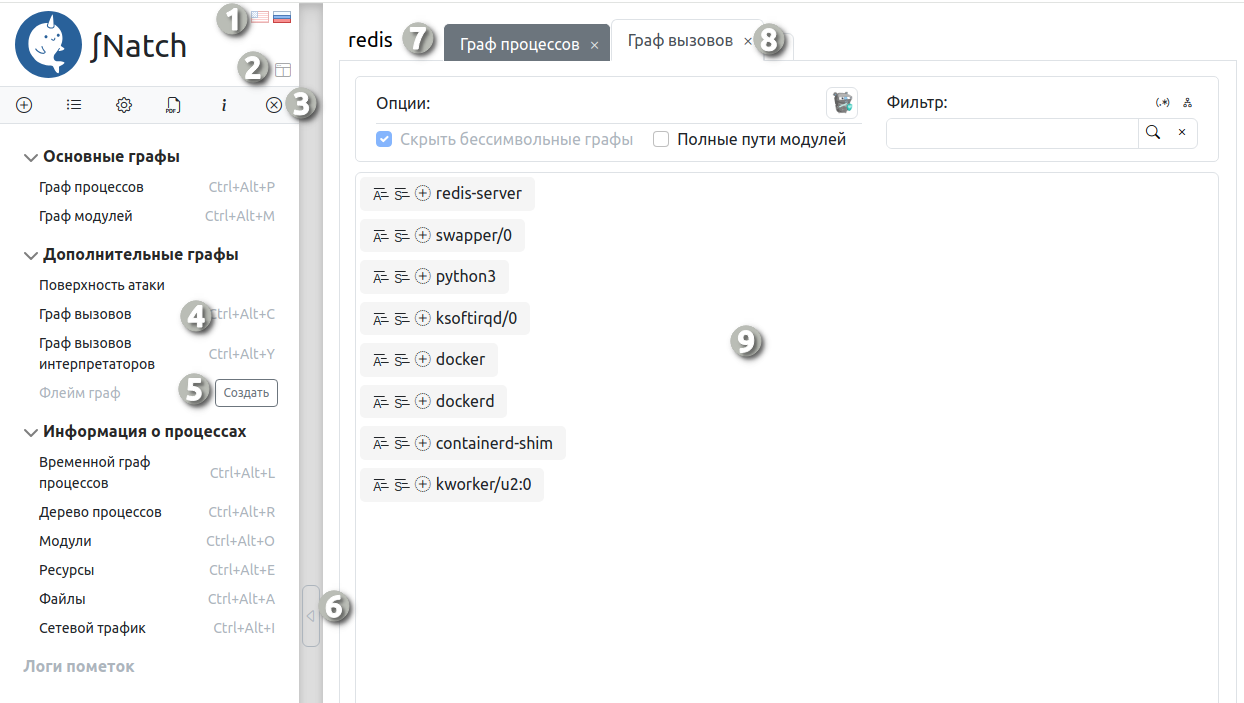 1
ʃNatch
2
PDF
i
3
Основные графы
Граф процессов Ctrl+Alt+P
Граф модулей Ctrl+Alt+M
Дополнительные графы
Поверхность атаки
Граф вызовов 4 Ctrl+Alt+C
Граф вызовов
интерпретаторов Ctrl+Alt+Y
Флейм граф 5 Создать
Информация о процессах
Временной граф
процессов Ctrl+Alt+L
Дерево процессов Ctrl+Alt+R
Модули Ctrl+Alt+O
Ресурсы Ctrl+Alt+E
Файлы Ctrl+Alt+A
Сетевой трафик Ctrl+Alt+I
Логи пометок
6
redis 7 Граф процессов × Граф вызовов × 8
Опции:
Скрыть бессимвольные графы Полные пути модулей
Фильтр: (.*)
×
A S redis-server
A S swapper/0
A S python3
A S ksoftirqd/0
A S docker
A S dockerd
A S containerd-shim
A S kworker/u2:0
9